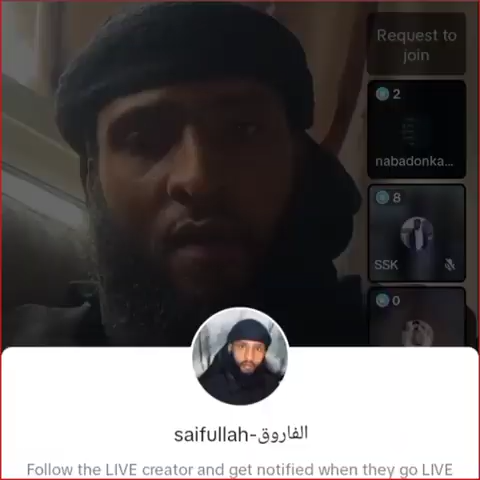 Request to
join
2
nabadonka...
8
SSK
0
saifullah-الفاروق
Follow the LIVE creator and get notified when they go LIVE